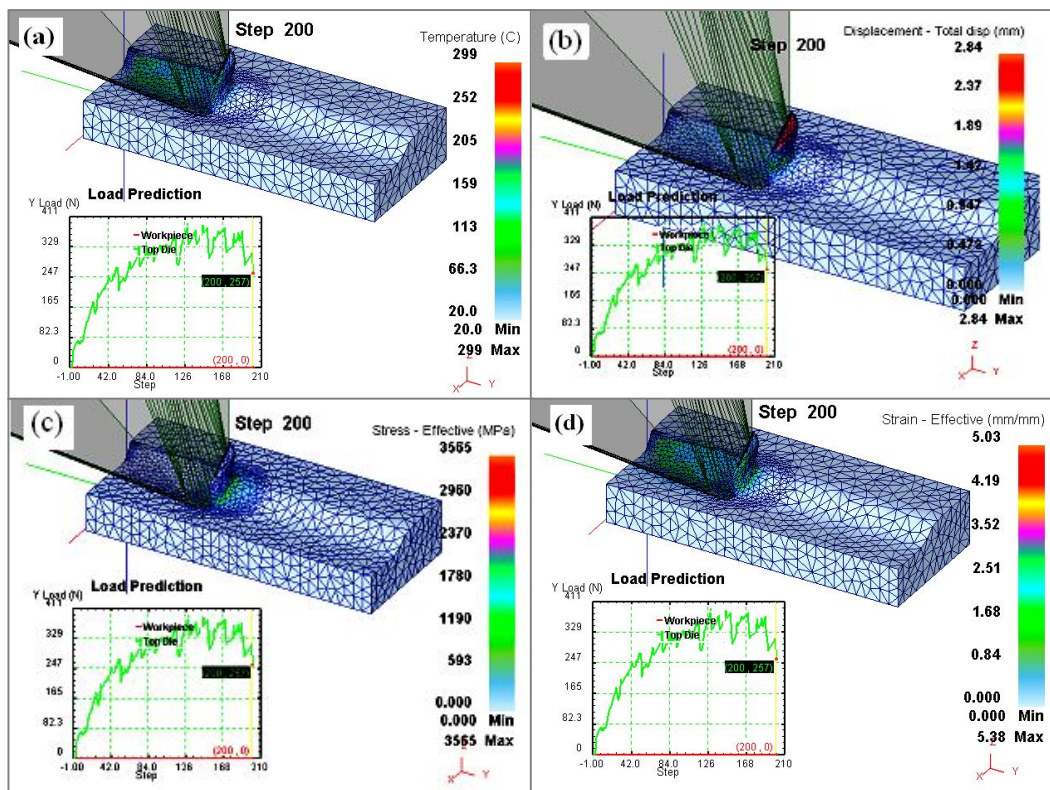 (a)
Step 200
Temperature (C)
299
252
205
159
113
66.3
20.0
20.0 Min
299 Max
Load Prediction
Y Load (N)
411
329
247
165
82.3
0
Workpiece
Top Die
(200 , 257)
(200 , 0)
-1.00 42.0 84.0 126 168 210
Step
Z
X Y
(b)
Step 200
Displacement - Total disp (mm)
2.84
2.37
1.89
1.42
0.947
0.472
0.000
0.000 Min
2.84 Max
Load Prediction
Y Load (N)
411
329
247
165
82.3
0
Workpiece
Top Die
(200 , 257)
(200 , 0)
-1.00 42.0 84.0 126 168 210
Step
Z
X Y
(c)
Step 200
Stress - Effective (MPa)
3565
2960
2370
1780
1190
593
0.000
0.000 Min
3565 Max
Load Prediction
Y Load (N)
411
329
247
165
82.3
0
Workpiece
Top Die
(200 , 257)
(200 , 0)
-1.00 42.0 84.0 126 168 210
Step
Z
X Y
(d)
Step 200
Strain - Effective (mm/mm)
5.03
4.19
3.52
2.51
1.68
0.84
0.000
0.000 Min
5.38 Max
Load Prediction
Y Load (N)
411
329
247
165
82.3
0
Workpiece
Top Die
(200 , 257)
(200 , 0)
-1.00 42.0 84.0 126 168 210
Step
Z
X Y